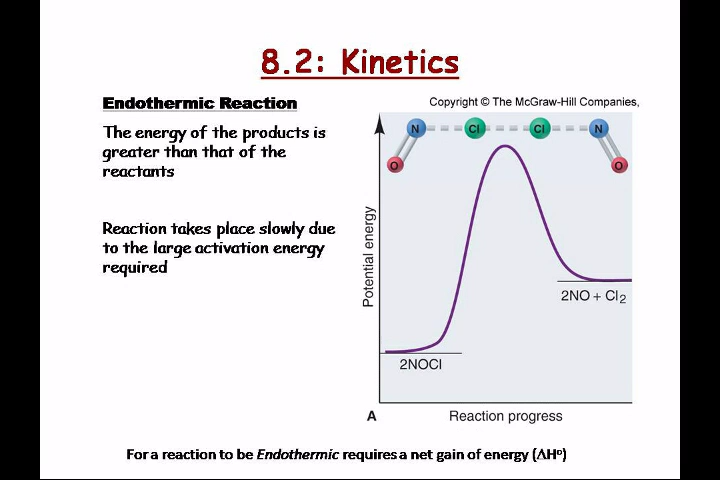 8.2: Kinetics
Endothermic Reaction
The energy of the products is
greater than that of the
reactants
Reaction takes place slowly due
to the large activation energy
required
Copyright © The McGraw-Hill Companies,
N Cl Cl N
O O
Potential energy
2NO + Cl₂
2NOCl
A Reaction progress
For a reaction to be Endothermic requires a net gain of energy (ΔHº)